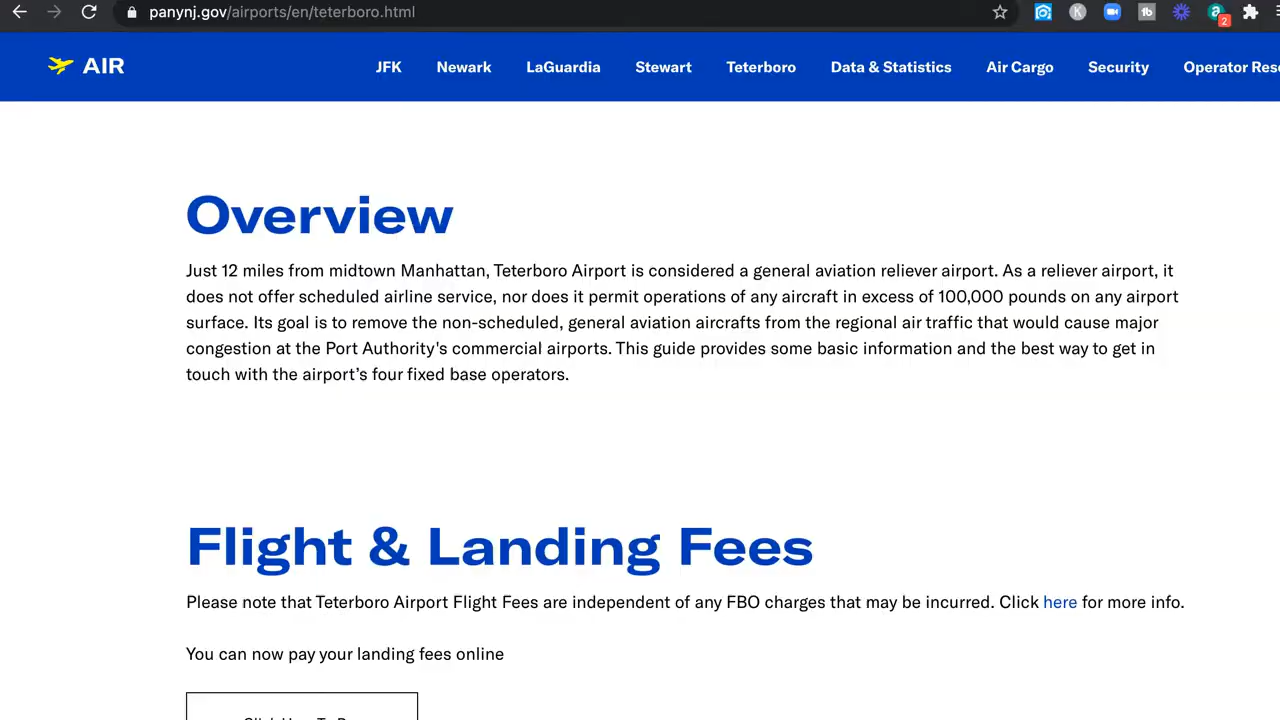 panynj.gov/airports/en/teterboro.html
2
AIR
JFK Newark LaGuardia Stewart Teterboro Data & Statistics Air Cargo Security Operator
Overview
Just 12 miles from midtown Manhattan, Teterboro Airport is considered a general aviation reliever airport. As a reliever airport, it
does not offer scheduled airline service, nor does it permit operations of any aircraft in excess of 100,000 pounds on any airport
surface. Its goal is to remove the non-scheduled, general aviation aircrafts from the regional air traffic that would cause major
congestion at the Port Authority's commercial airports. This guide provides some basic information and the best way to get in
touch with the airport’s four fixed base operators.
Flight & Landing Fees
Please note that Teterboro Airport Flight Fees are independent of any FBO charges that may be incurred. Click here for more info.
You can now pay your landing fees online